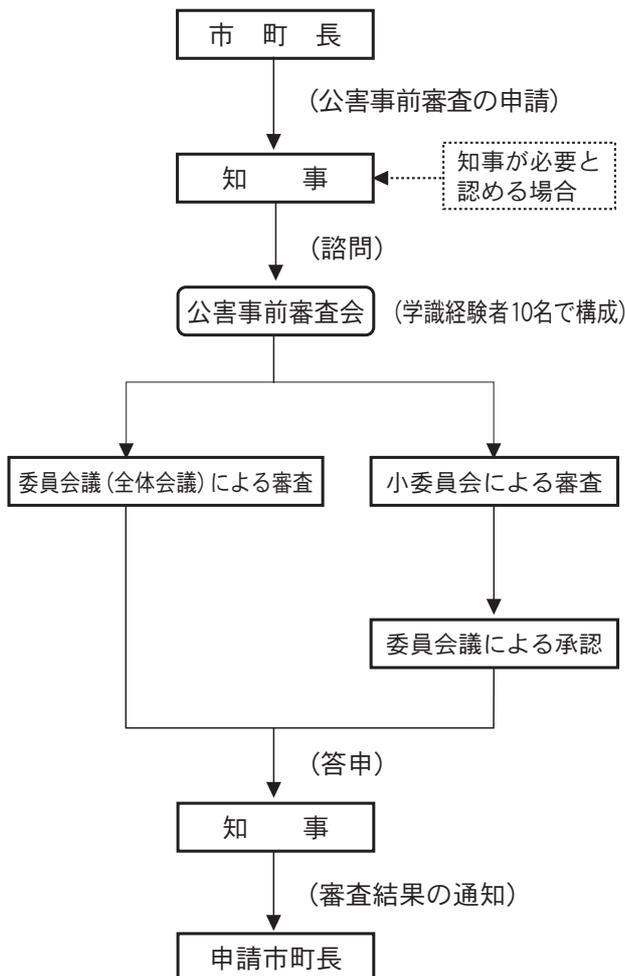 市町長
(公害事前審査の申請)
知事
知事が必要と
認める場合
(諮問)
公害事前審査会
(学識経験者10名で構成)
委員会議(全体会議)による審査
小委員会による審査
委員会議による承認
(答申)
知事
(審査結果の通知)
申請市町長